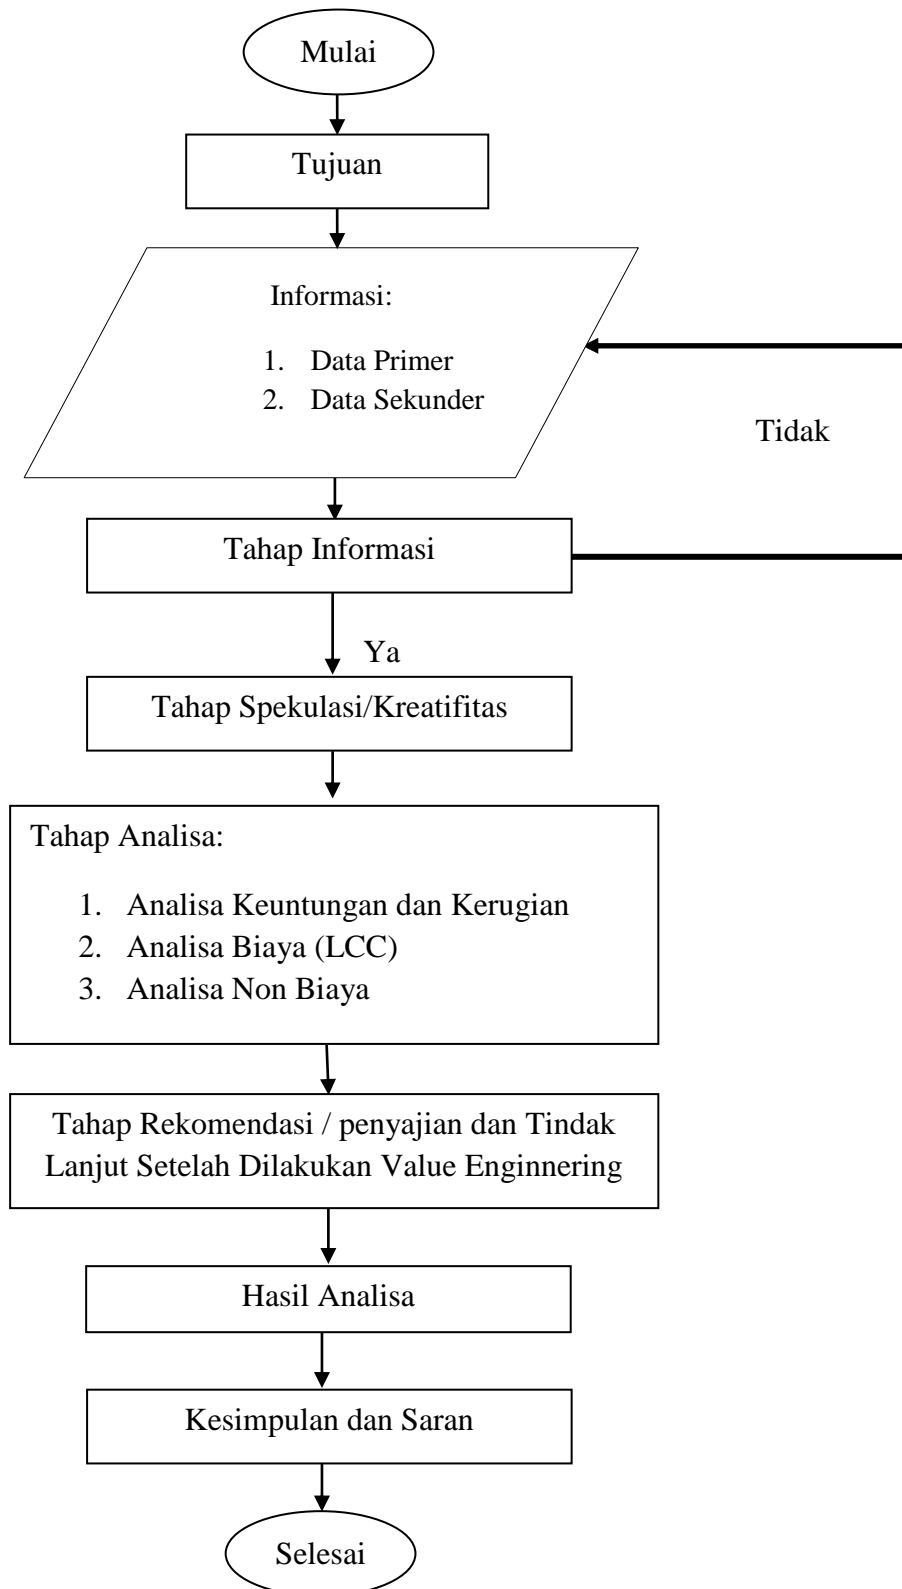 Mulai
Tujuan
Informasi:
1. Data Primer
2. Data Sekunder
Tidak
Tahap Informasi
Ya
Tahap Spekulasi/Kreatifitas
Tahap Analisa:
1. Analisa Keuntungan dan Kerugian
2. Analisa Biaya (LCC)
3. Analisa Non Biaya
Tahap Rekomendasi / penyajian dan Tindak
Lanjut Setelah Dilakukan Value Enginnering
Hasil Analisa
Kesimpulan dan Saran
Selesai